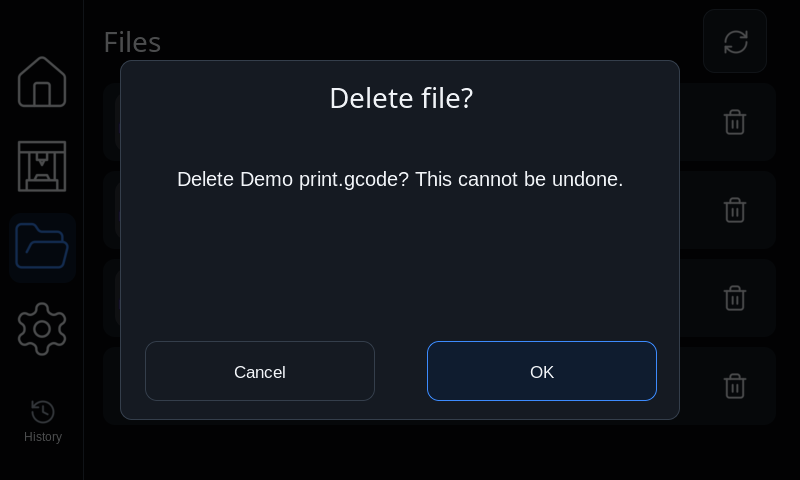 Files
Delete file?
Delete Demo print.gcode? This cannot be undone.
Cancel
OK
History